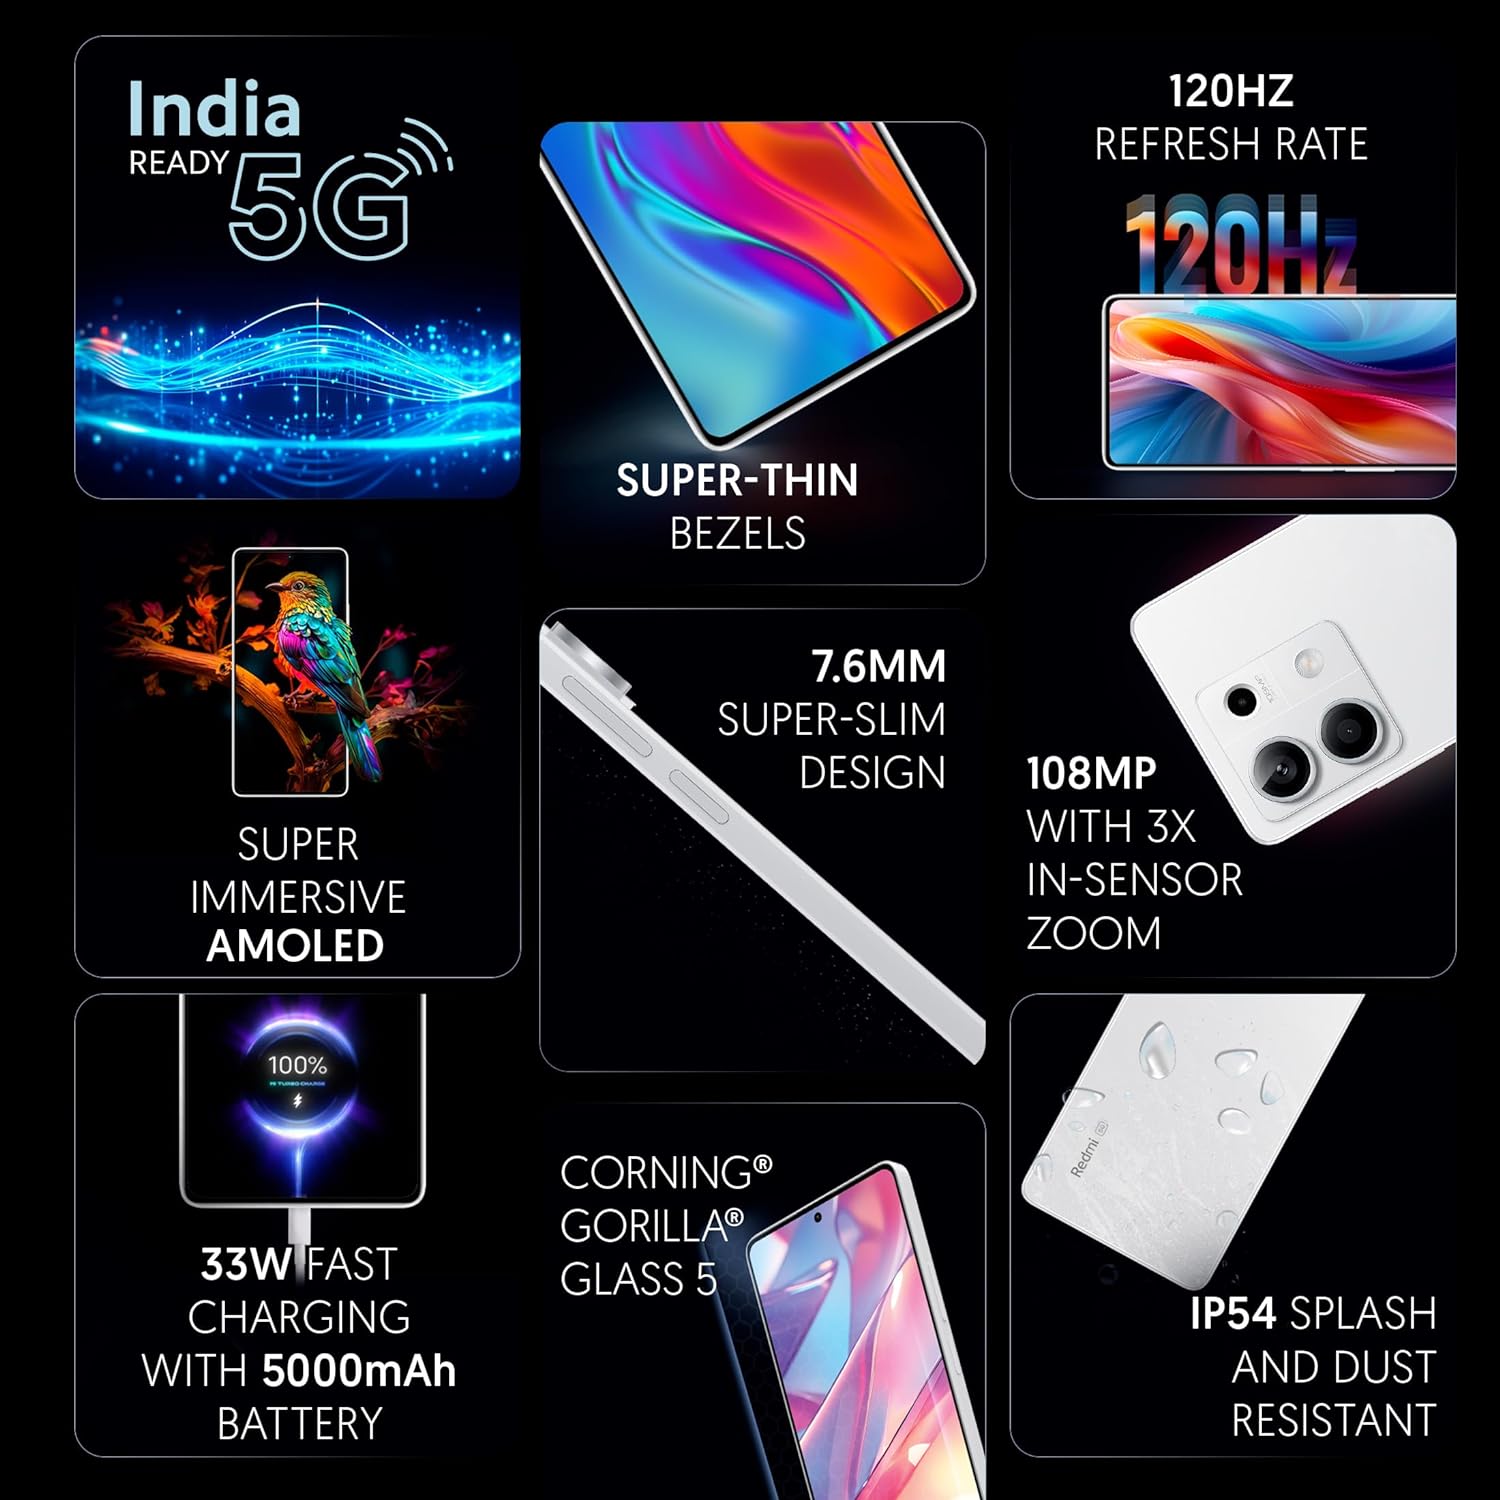 India
READY
5G
SUPER-THIN
BEZELS
120HZ
REFRESH RATE
120Hz
SUPER
IMMERSIVE
AMOLED
7.6MM
SUPER-SLIM
DESIGN
108MP
WITH 3X
IN-SENSOR
ZOOM
100%
33W FAST
CHARGING
WITH 5000mAh
BATTERY
CORNING®
GORILLA®
GLASS 5
Redmi 5G
IP54 SPLASH
AND DUST
RESISTANT